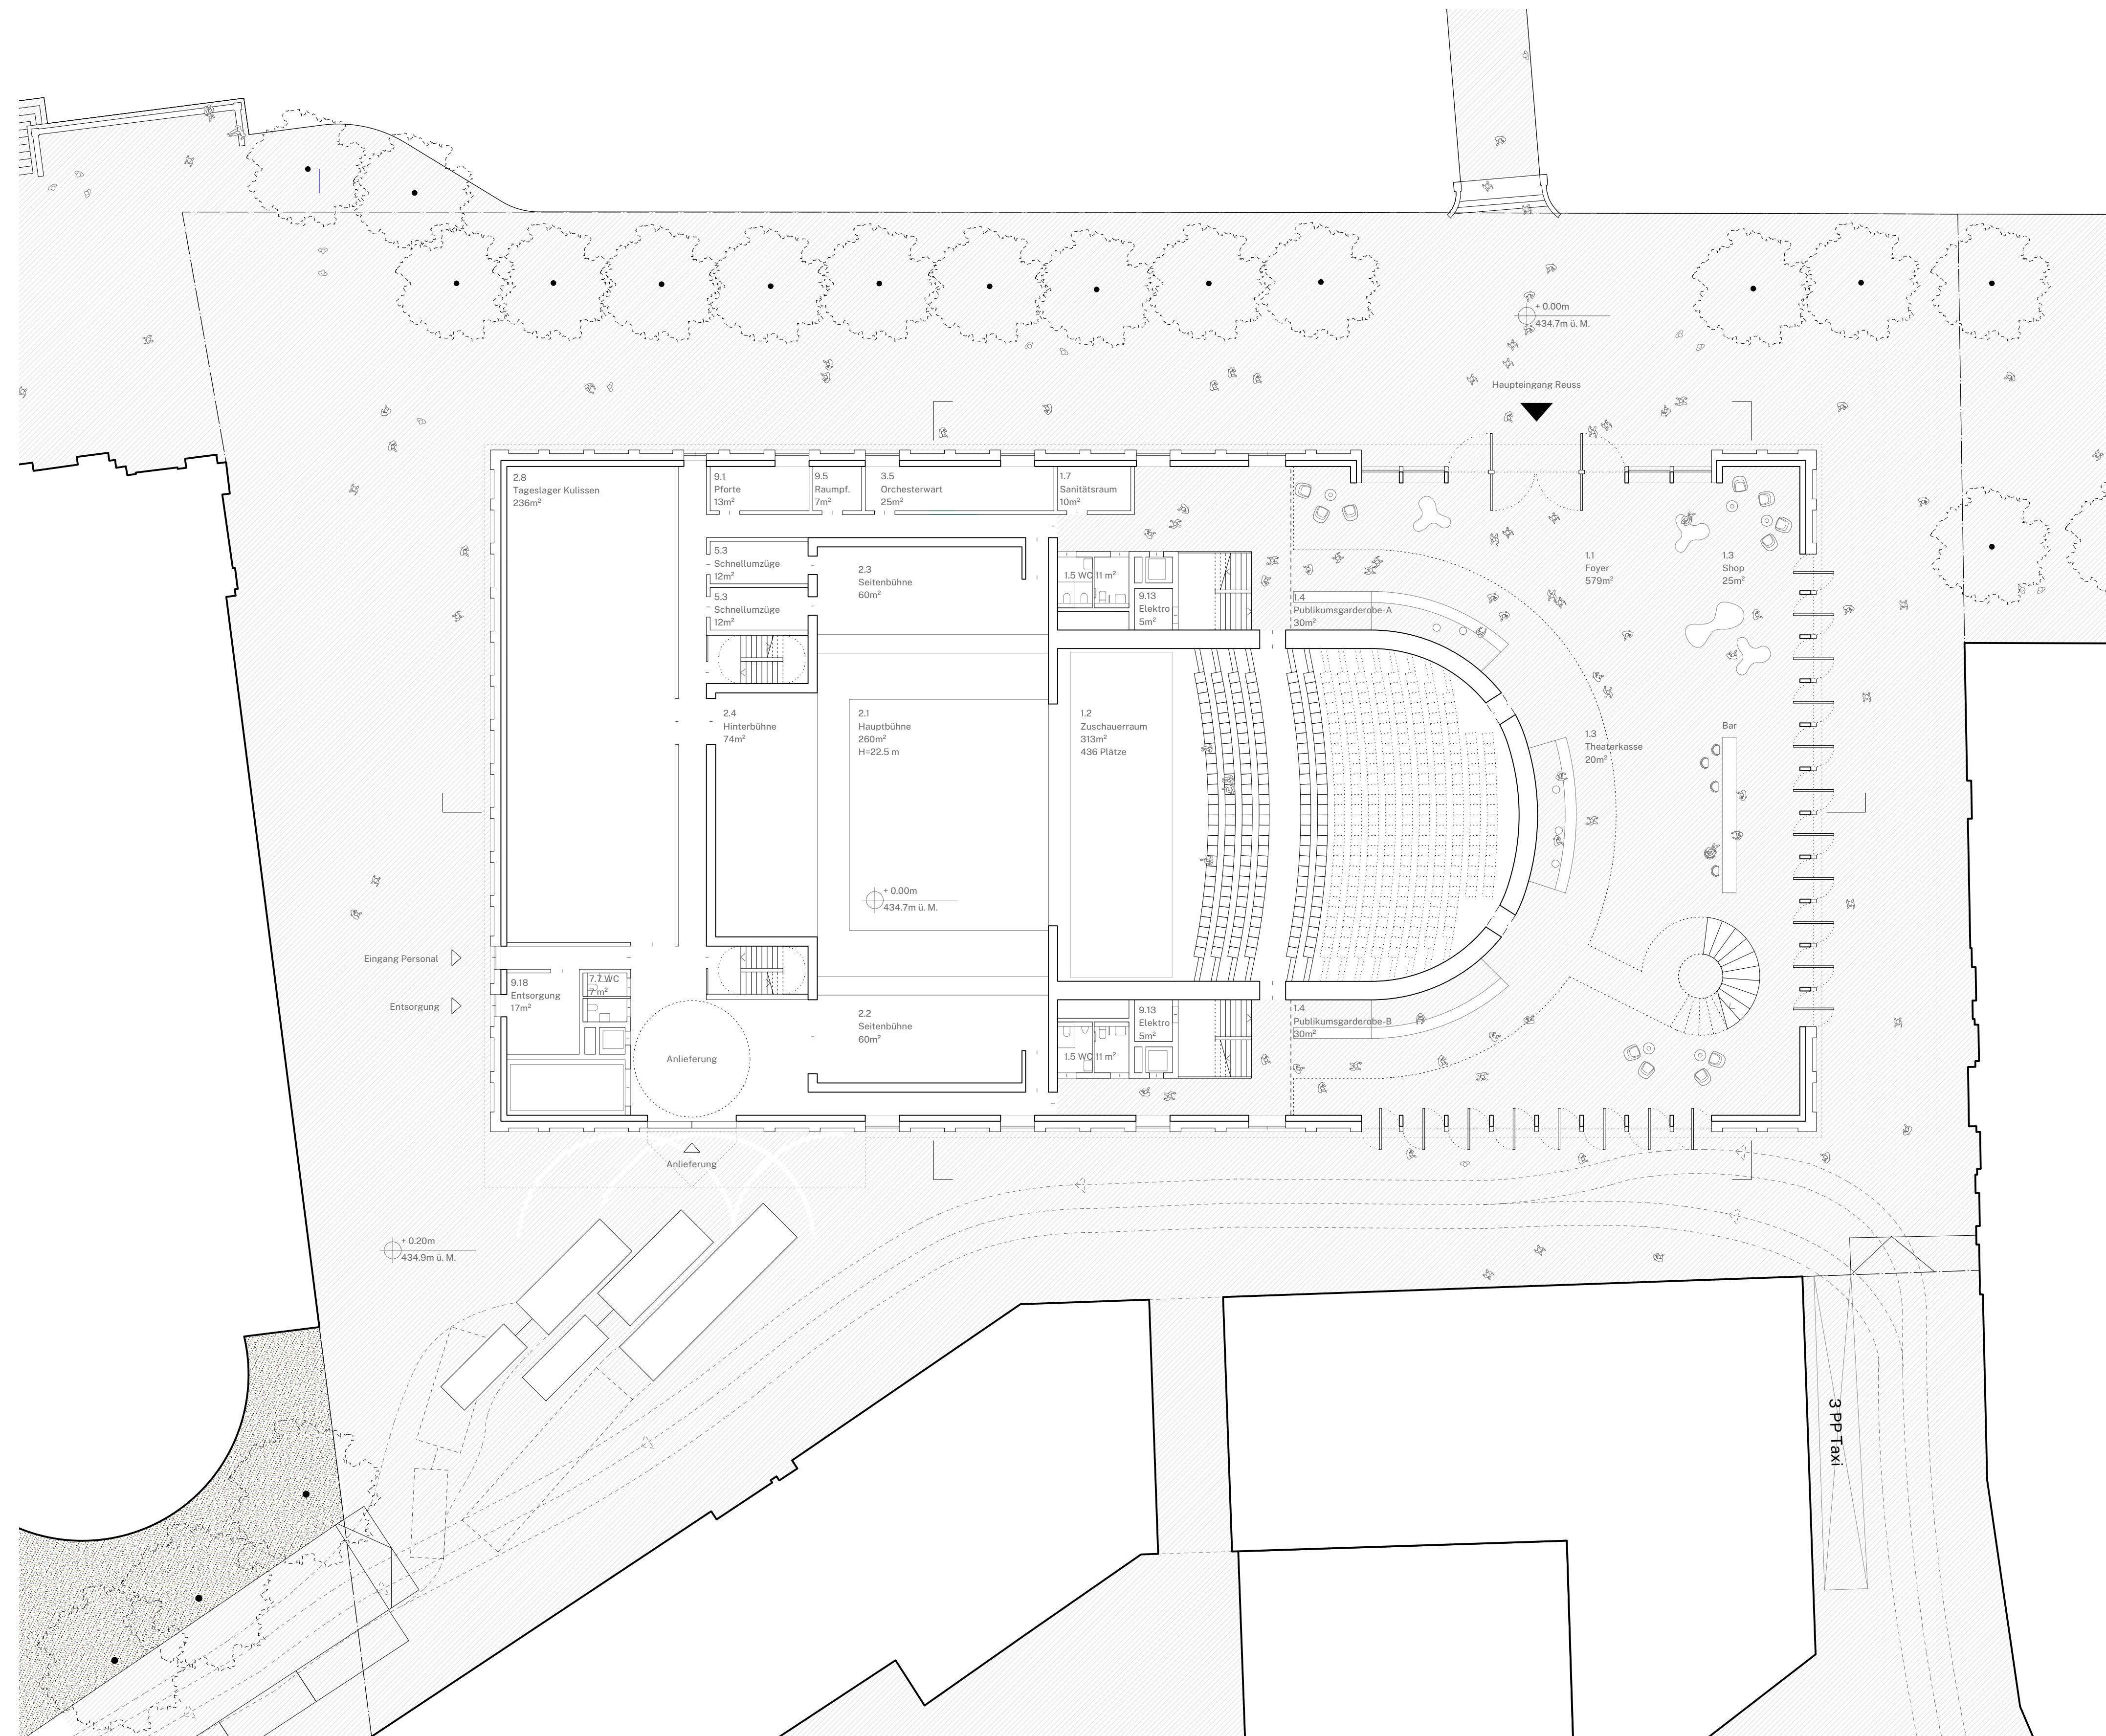 + 0.00m
434.7m ü. M.
Haupteingang Reuss
2.8
Tageslager Kulissen
236m²
9.1
Pforte
13m²
9.5
Raumpf.
7m²
3.5
Orchesterwart
25m²
1.7
Sanitätsraum
10m²
5.3
Schnellumzüge
12m²
5.3
Schnellumzüge
12m²
2.3
Seitenbühne
60m²
1.5 WC 11 m²
9.13
Elektro
5m²
1.4
Publikumsgarderobe-A
30m²
1.1
Foyer
579m²
1.3
Shop
25m²
2.4
Hinterbühne
74m²
2.1
Hauptbühne
260m²
H=22.5 m
1.2
Zuschauerraum
313m²
436 Plätze
1.3
Theaterkasse
20m²
Bar
+ 0.00m
434.7m ü. M.
Eingang Personal
Entsorgung
9.18
Entsorgung
17m²
7.7 WC
7 m²
Anlieferung
2.2
Seitenbühne
60m²
1.5 WC 11 m²
9.13
Elektro
5m²
1.4
Publikumsgarderobe-B
30m²
Anlieferung
+ 0.20m
434.9m ü. M.
3 PP Taxi